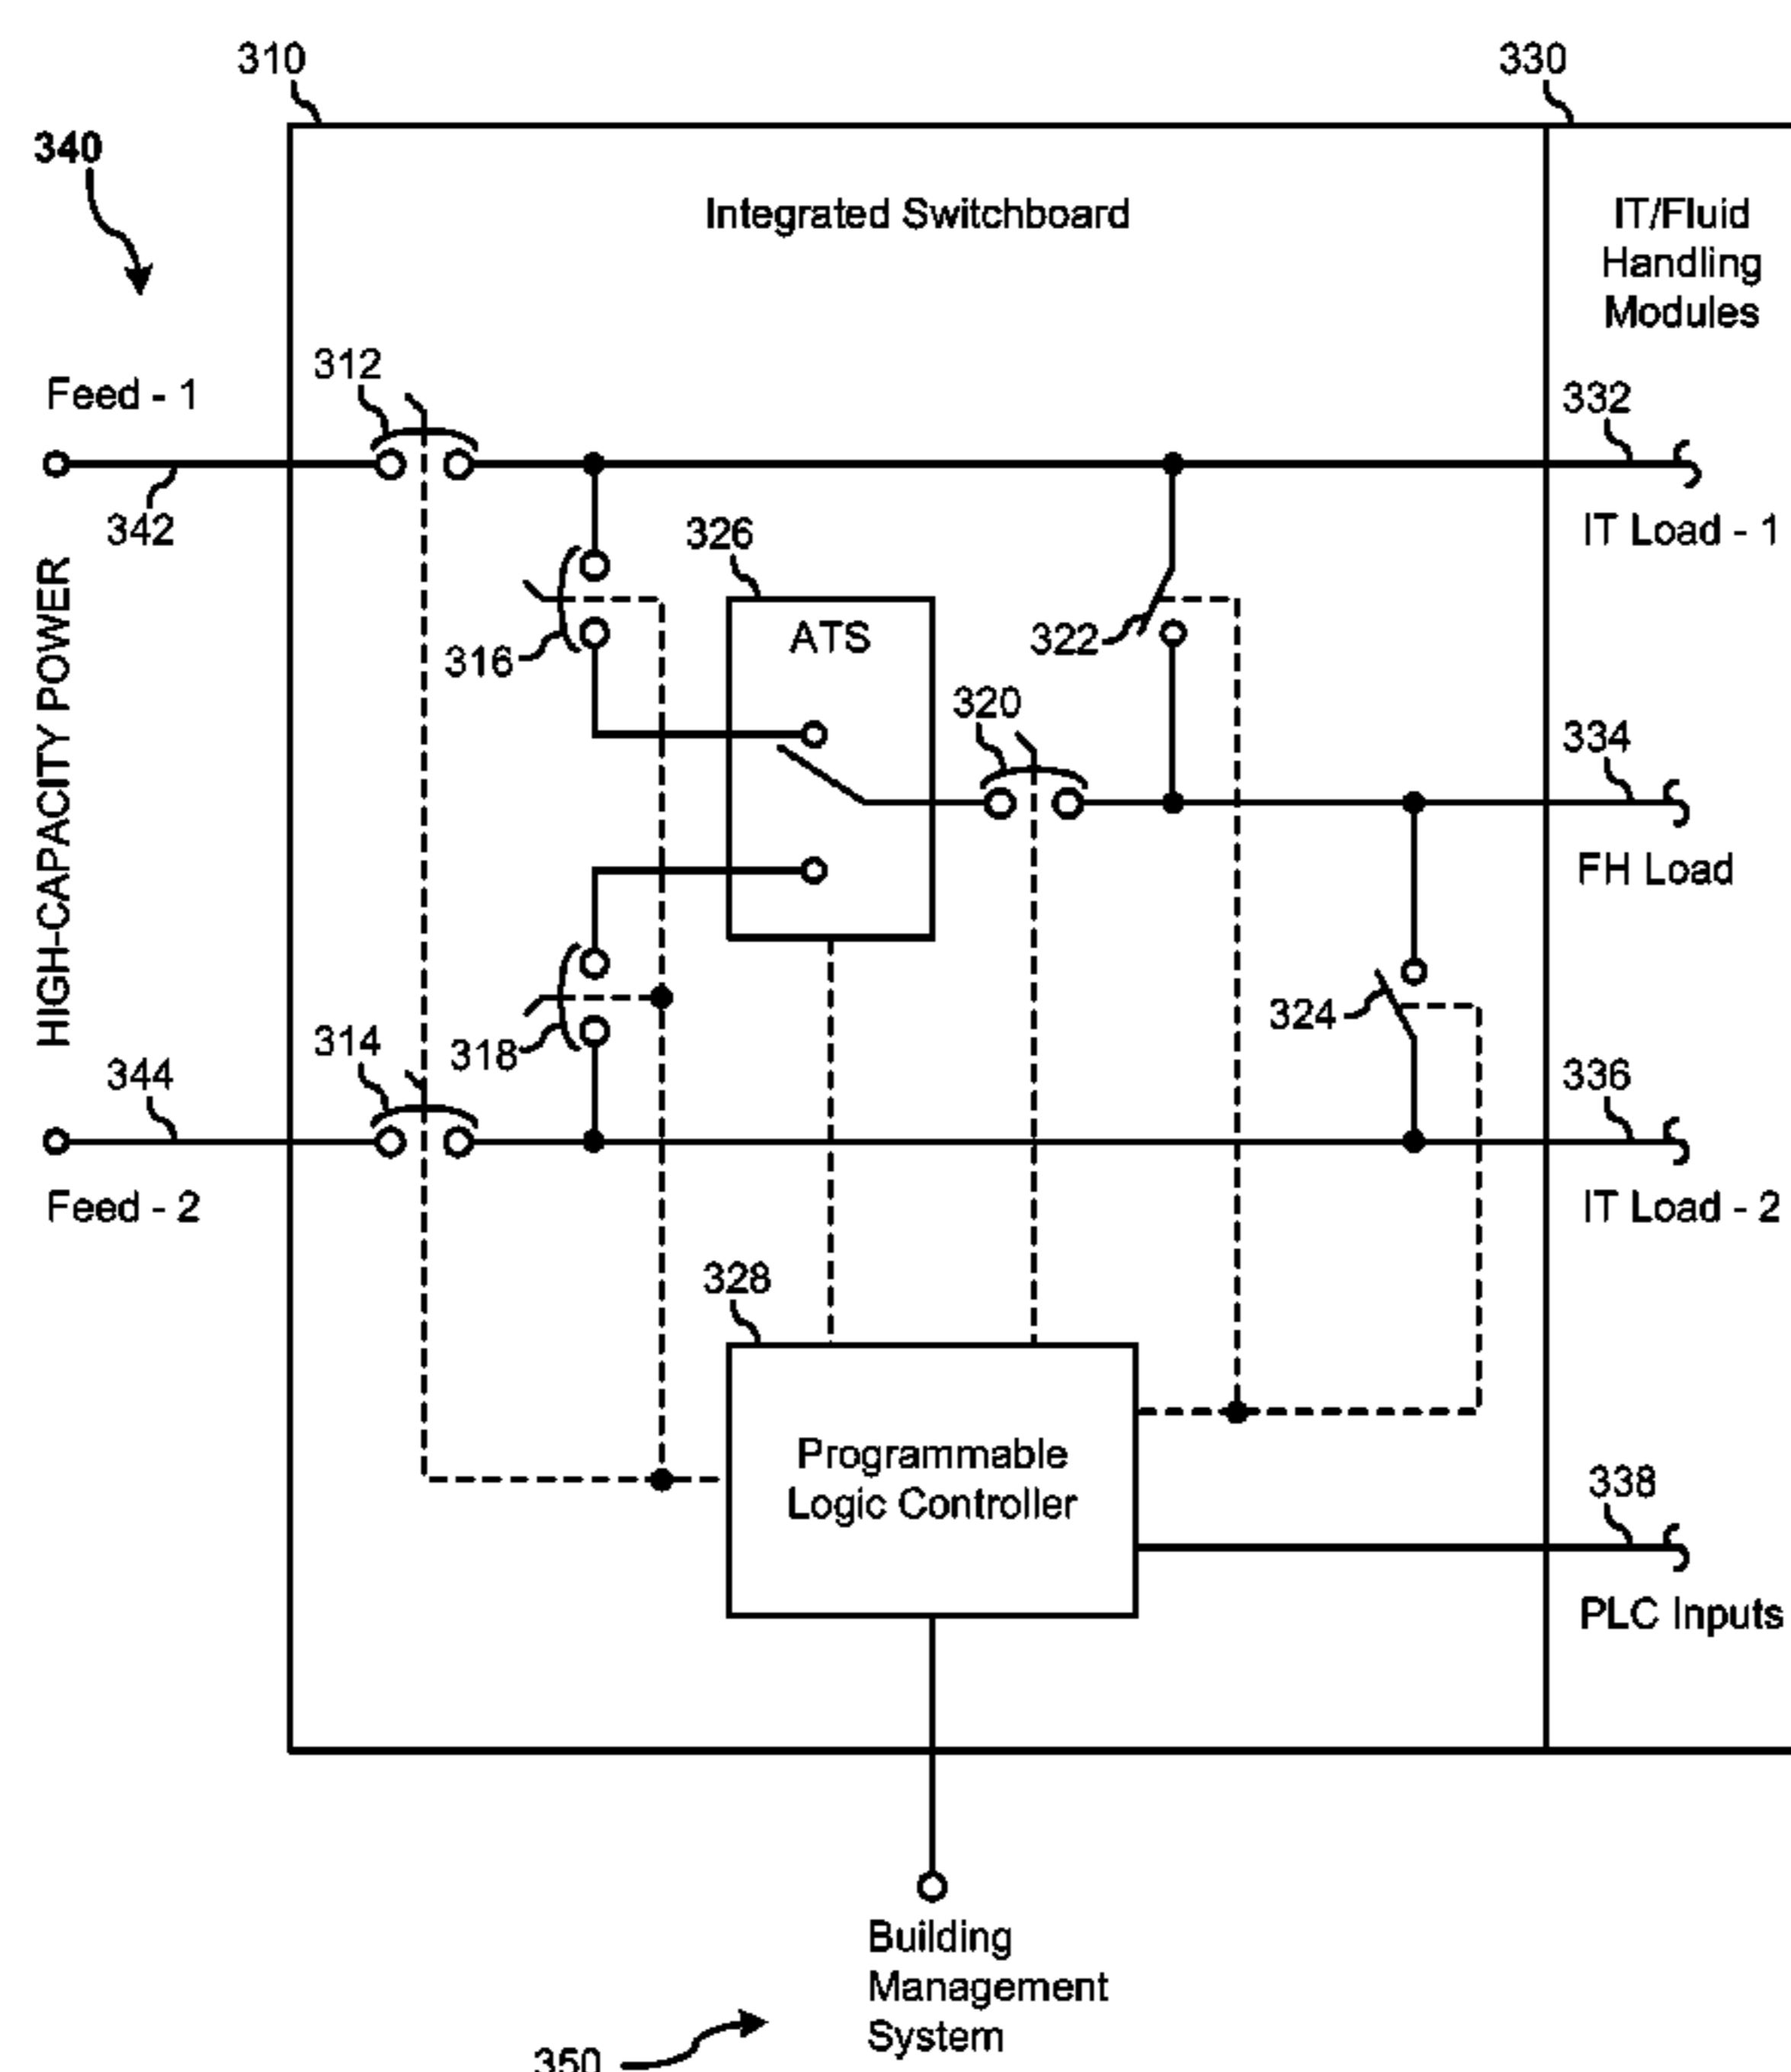 310
330
340
Integrated Switchboard
IT/Fluid
Handling
Modules
312
332
Feed - 1
342
IT Load - 1
326
316
ATS
322
320
334
FH Load
HIGH-CAPACITY POWER
318
324
314
344
336
Feed - 2
IT Load - 2
328
Programmable
Logic Controller
338
PLC Inputs
Building
Management
System
350